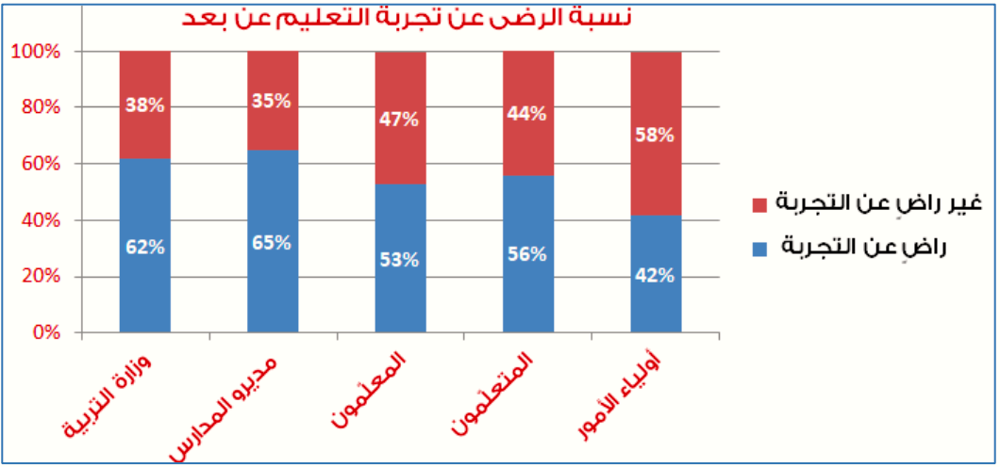 نسبة الرضى عن تجربة التعليم عن بعد
100%
80%
60%
40%
20%
0%
38%
35%
47%
44%
58%
62%
65%
53%
56%
42%
وزارة التربية
مديرو المدارس
المعلّمون
المتعلّمون
أولياء الأمور
غير راضٍ عن التجربة
راضٍ عن التجربة